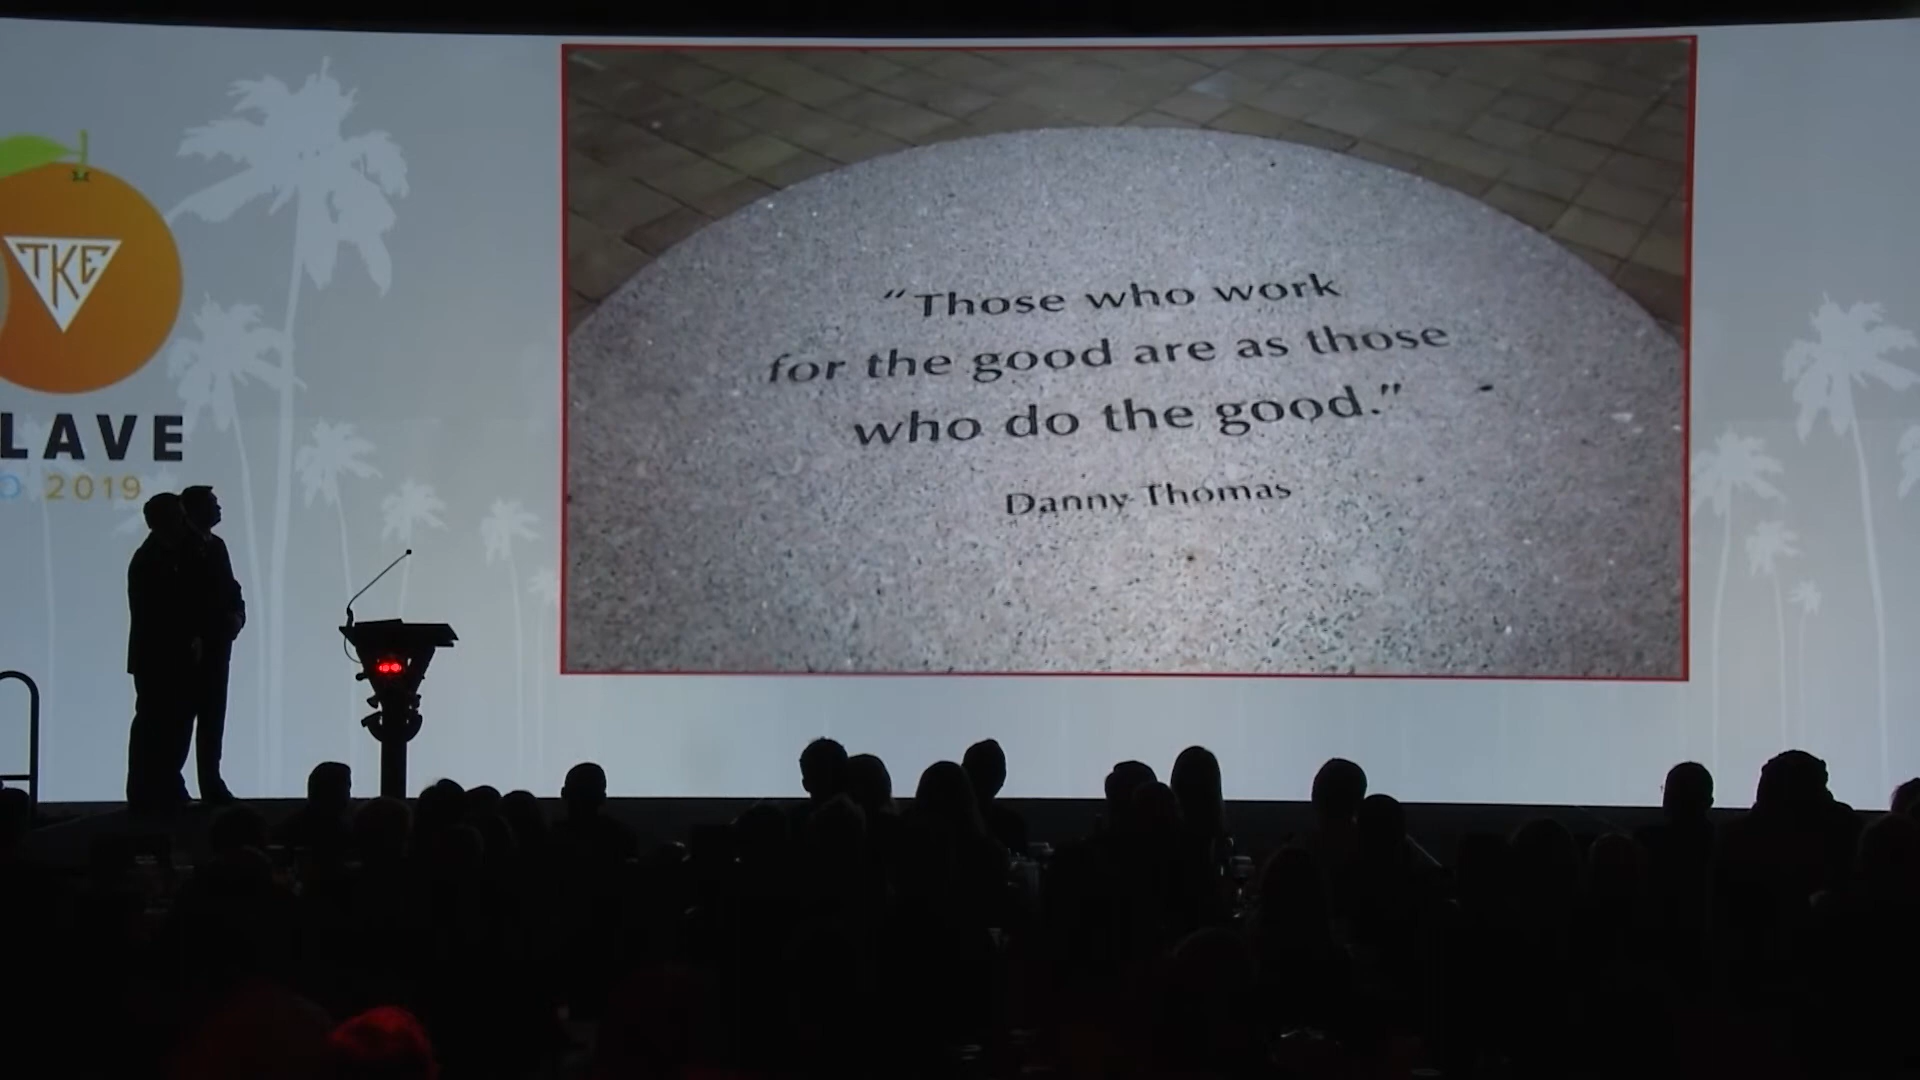 TKE
LAVE
O 2019
“Those who work
for the good are as those
who do the good.”
Danny Thomas